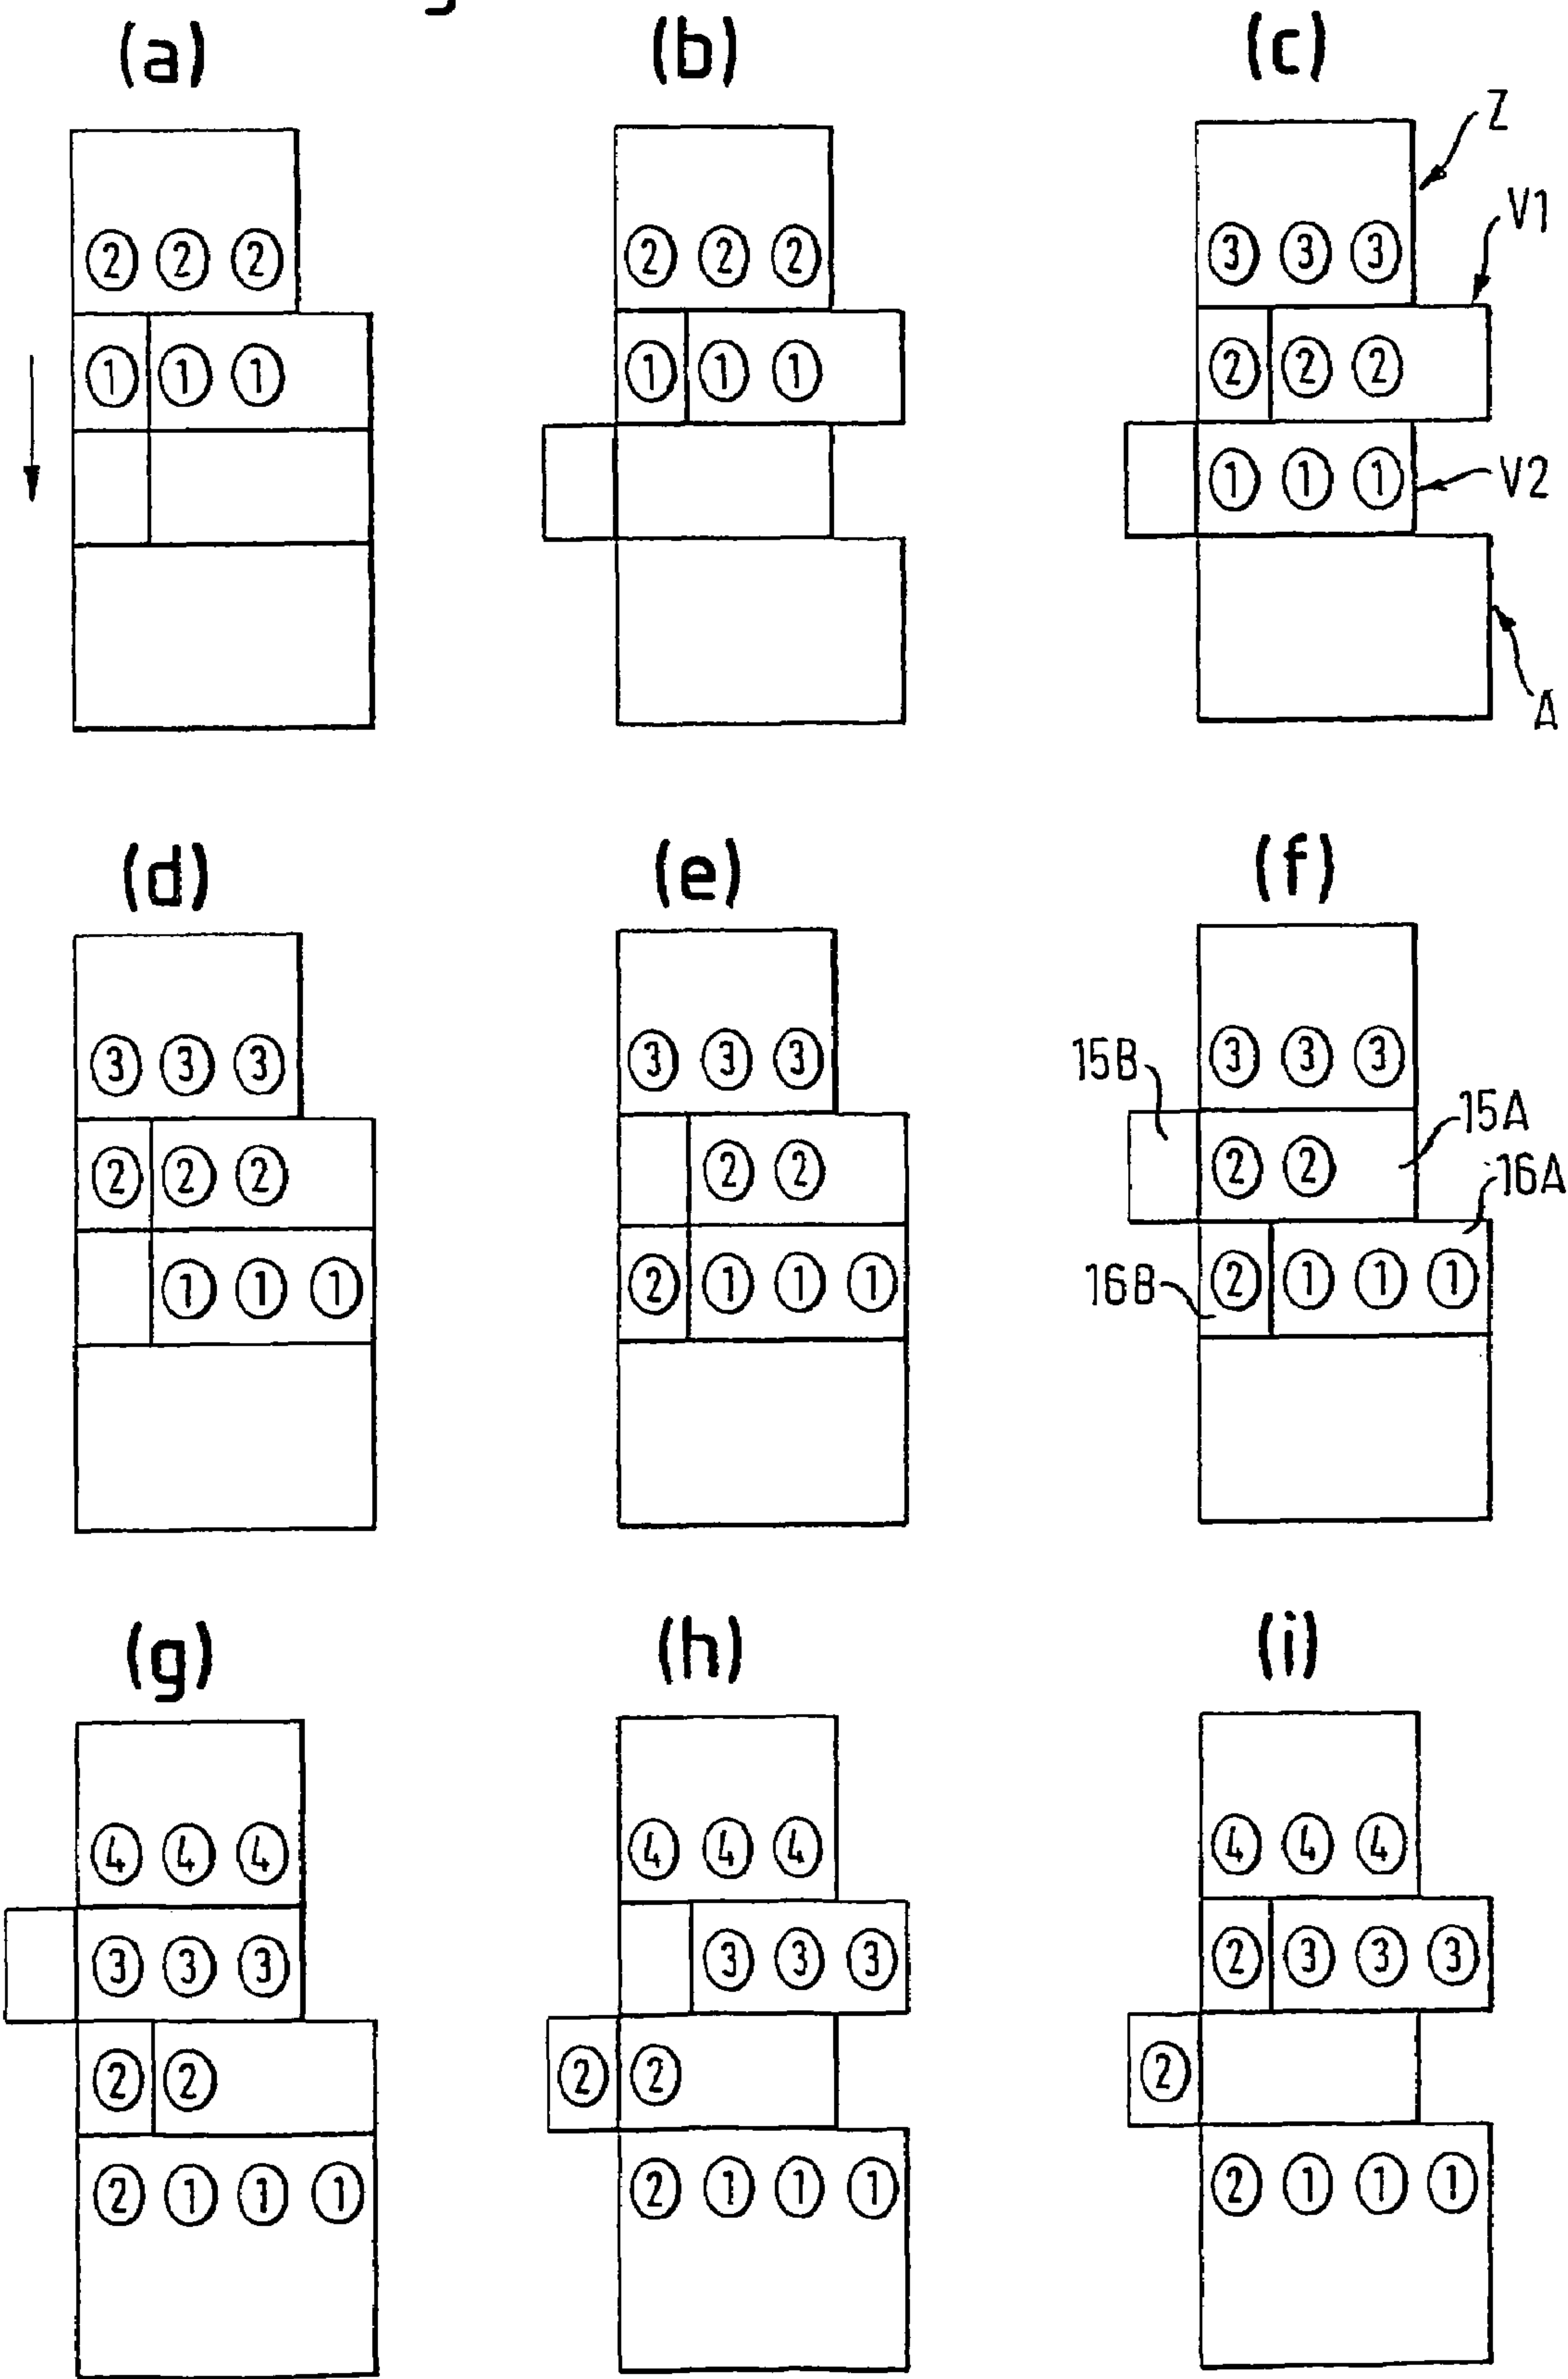 (a) (b) (c)
Z
② ② ② ② ② ② ③ ③ ③
V1
① ① ① ① ① ① ② ② ②
① ① ① V2
A
(d) (e) (f)
③ ③ ③ ③ ③ ③ 15B ③ ③ ③
② ② ② ② ② ② ② 15A
16A
① ① ① ② ① ① ① 16B ② ① ① ①
(g) (h) (i)
④ ④ ④ ④ ④ ④ ④ ④ ④
③ ③ ③ ③ ③ ③ ② ③ ③ ③
② ② ② ② ②
② ① ① ① ② ① ① ① ② ① ① ①